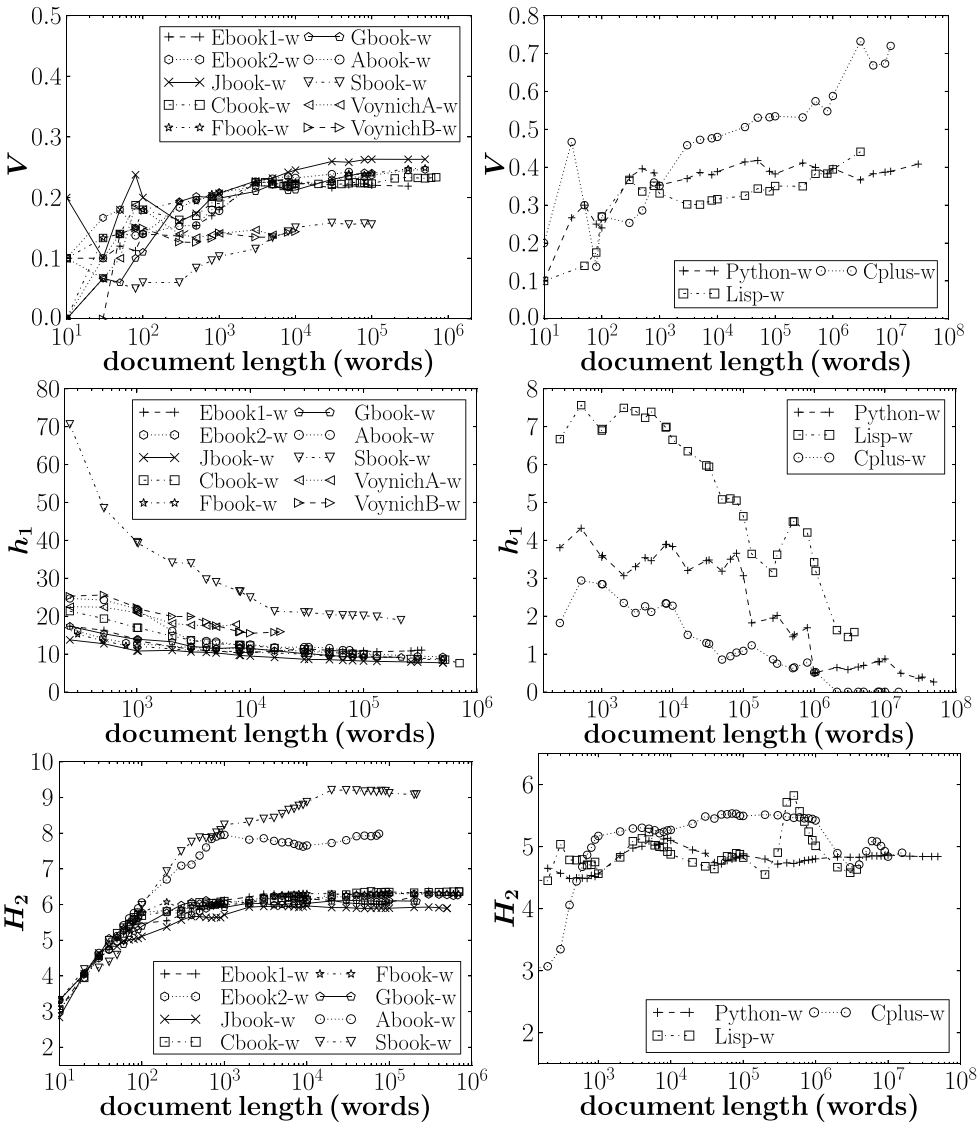 0.5
0.4
0.3
0.2
0.1
0.0
V
Ebook1-w
Ebook2-w
Jbook-w
Cbook-w
Fbook-w
Gbook-w
Abook-w
Sbook-w
VoynichA-w
VoynichB-w
10^1 10^2 10^3 10^4 10^5 10^6
document length (words)
0.8
0.7
0.6
0.5
0.4
0.3
0.2
0.1
0.0
V
Python-w
Lisp-w
Cplus-w
10^1 10^2 10^3 10^4 10^5 10^6 10^7 10^8
document length (words)
80
70
60
50
40
30
20
10
0
h_1
Ebook1-w
Ebook2-w
Jbook-w
Cbook-w
Fbook-w
Gbook-w
Abook-w
Sbook-w
VoynichA-w
VoynichB-w
10^3 10^4 10^5 10^6
document length (words)
8
7
6
5
4
3
2
1
0
h_1
Python-w
Lisp-w
Cplus-w
10^3 10^4 10^5 10^6 10^7 10^8
document length (words)
10
9
8
7
6
5
4
3
2
H_2
Ebook1-w
Ebook2-w
Jbook-w
Cbook-w
Fbook-w
Gbook-w
Abook-w
Sbook-w
10^1 10^2 10^3 10^4 10^5 10^6
document length (words)
6
5
4
3
2
H_2
Python-w
Lisp-w
Cplus-w
10^3 10^4 10^5 10^6 10^7 10^8
document length (words)